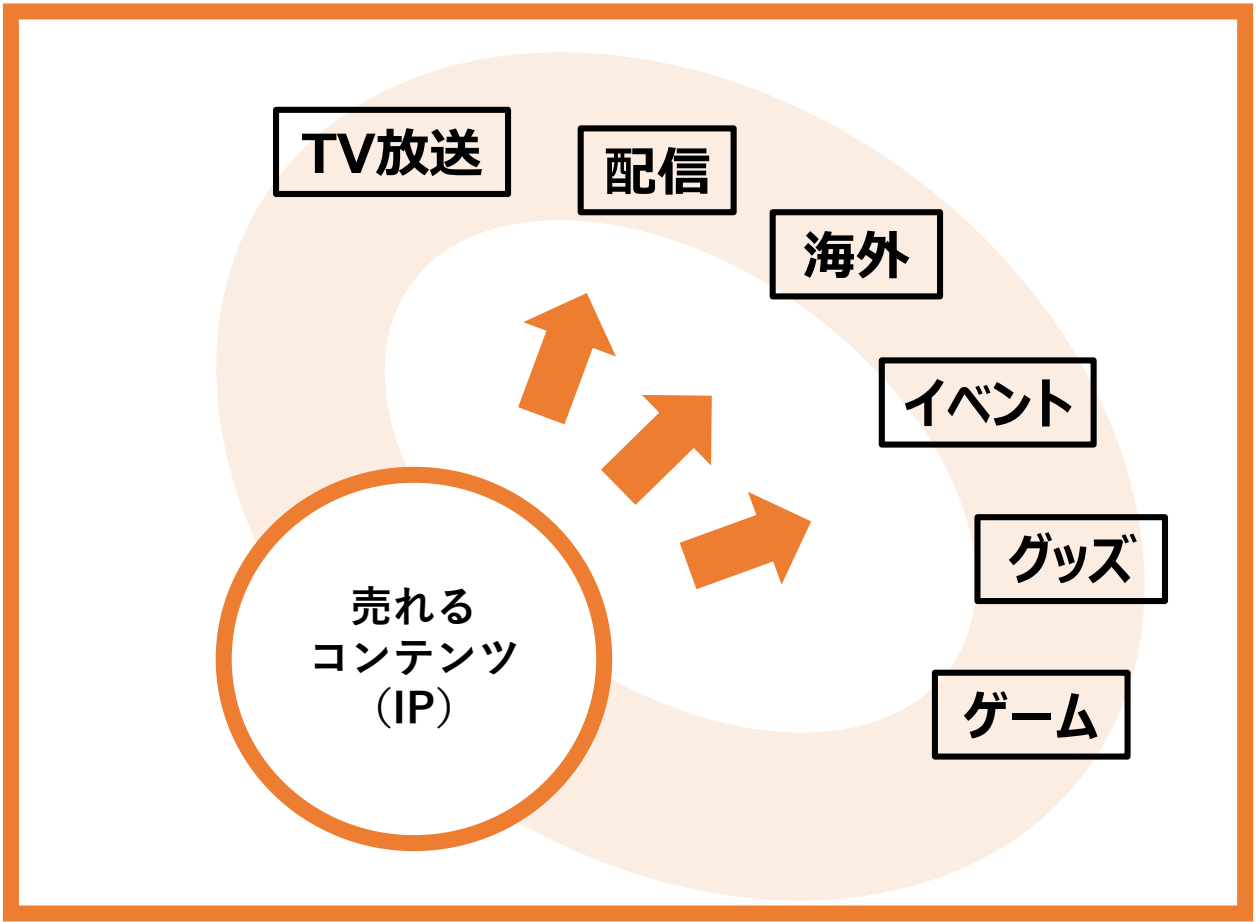 TV放送
配信
海外
イベント
グッズ
ゲーム
売れる
コンテンツ
（IP）